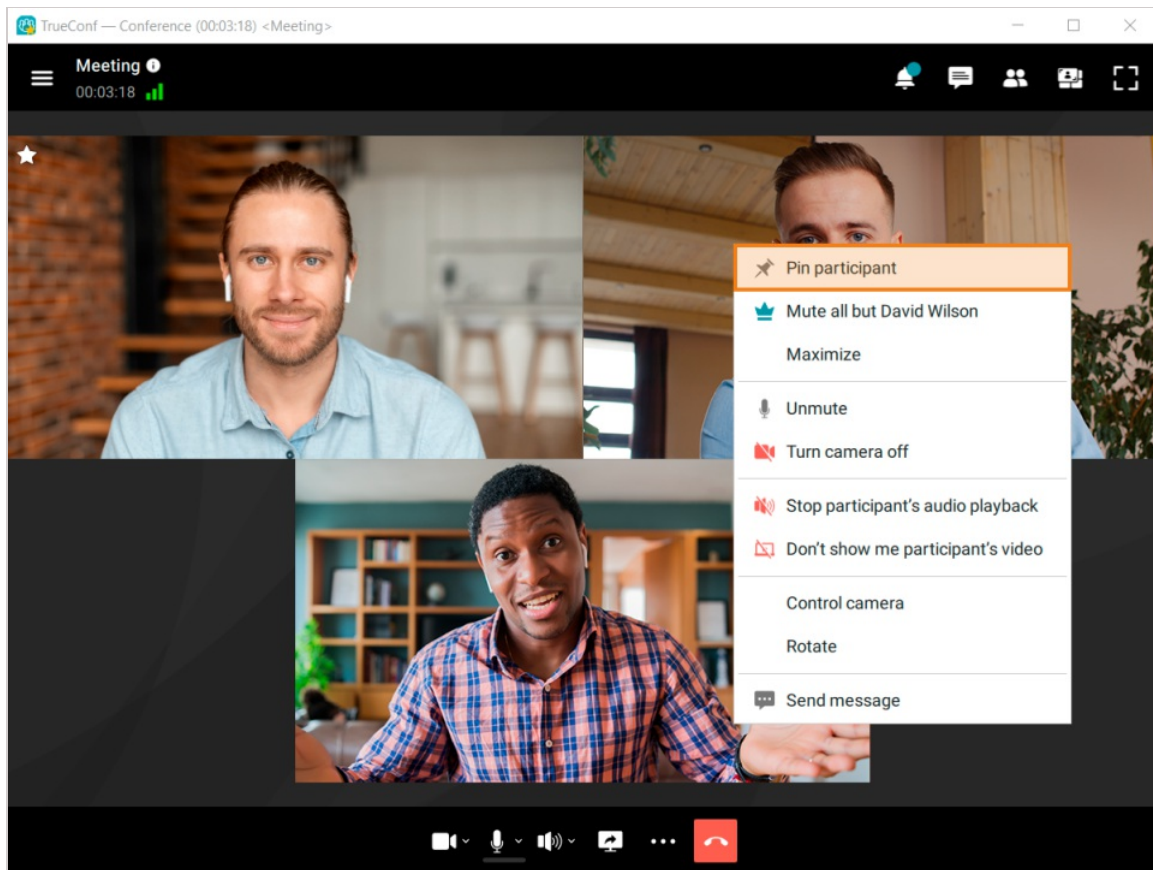 TrueConf — Conference (00:03:18) <Meeting>
Meeting
00:03:18
Pin participant
Mute all but David Wilson
Maximize
Unmute
Turn camera off
Stop participant’s audio playback
Don’t show me participant’s video
Control camera
Rotate
Send message